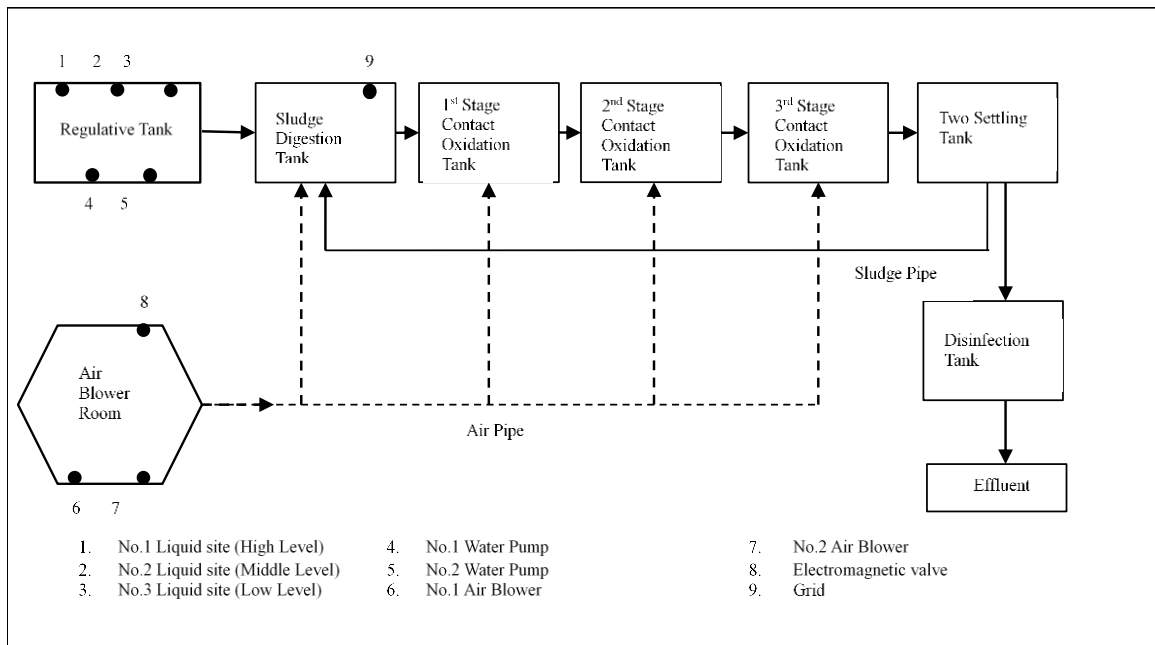 1 2 3
9
Regulative Tank
Sludge
Digestion
Tank
1st Stage
Contact
Oxidation
Tank
2nd Stage
Contact
Oxidation
Tank
3rd Stage
Contact
Oxidation
Tank
Two Settling
Tank
4 5
Sludge Pipe
8
Air
Blower
Room
Disinfection
Tank
Air Pipe
Effluent
6 7
1. No.1 Liquid site (High Level)
2. No.2 Liquid site (Middle Level)
3. No.3 Liquid site (Low Level)
4. No.1 Water Pump
5. No.2 Water Pump
6. No.1 Air Blower
7. No.2 Air Blower
8. Electromagnetic valve
9. Grid